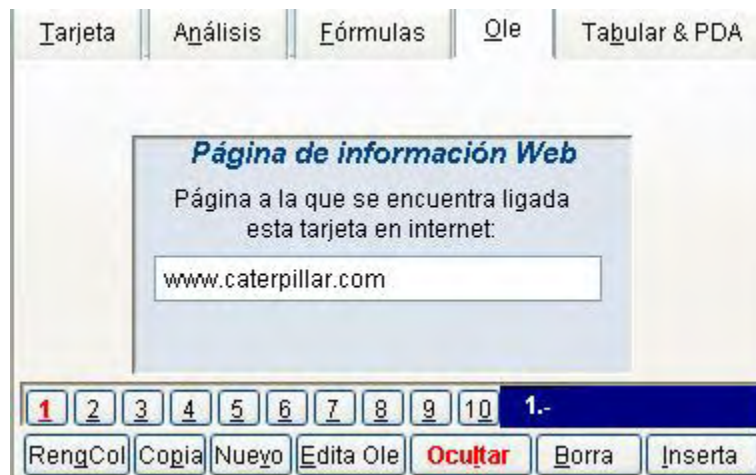 Tarjeta Análisis Fórmulas Ole Tabular & PDA
Página de información Web
Página a la que se encuentra ligada
esta tarjeta en internet:
www.caterpillar.com
1 2 3 4 5 6 7 8 9 10 1.-
RengCol Copia Nuevo Edita Ole Ocultar Borra Inserta